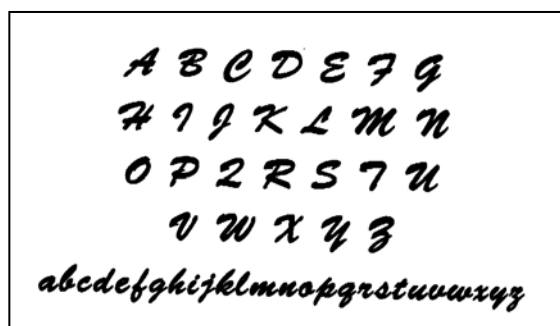 A B C D E F G
H I J K L M N
O P Q R S T U
V W X Y Z
abcdefghijklmnopqrstuvwxyz